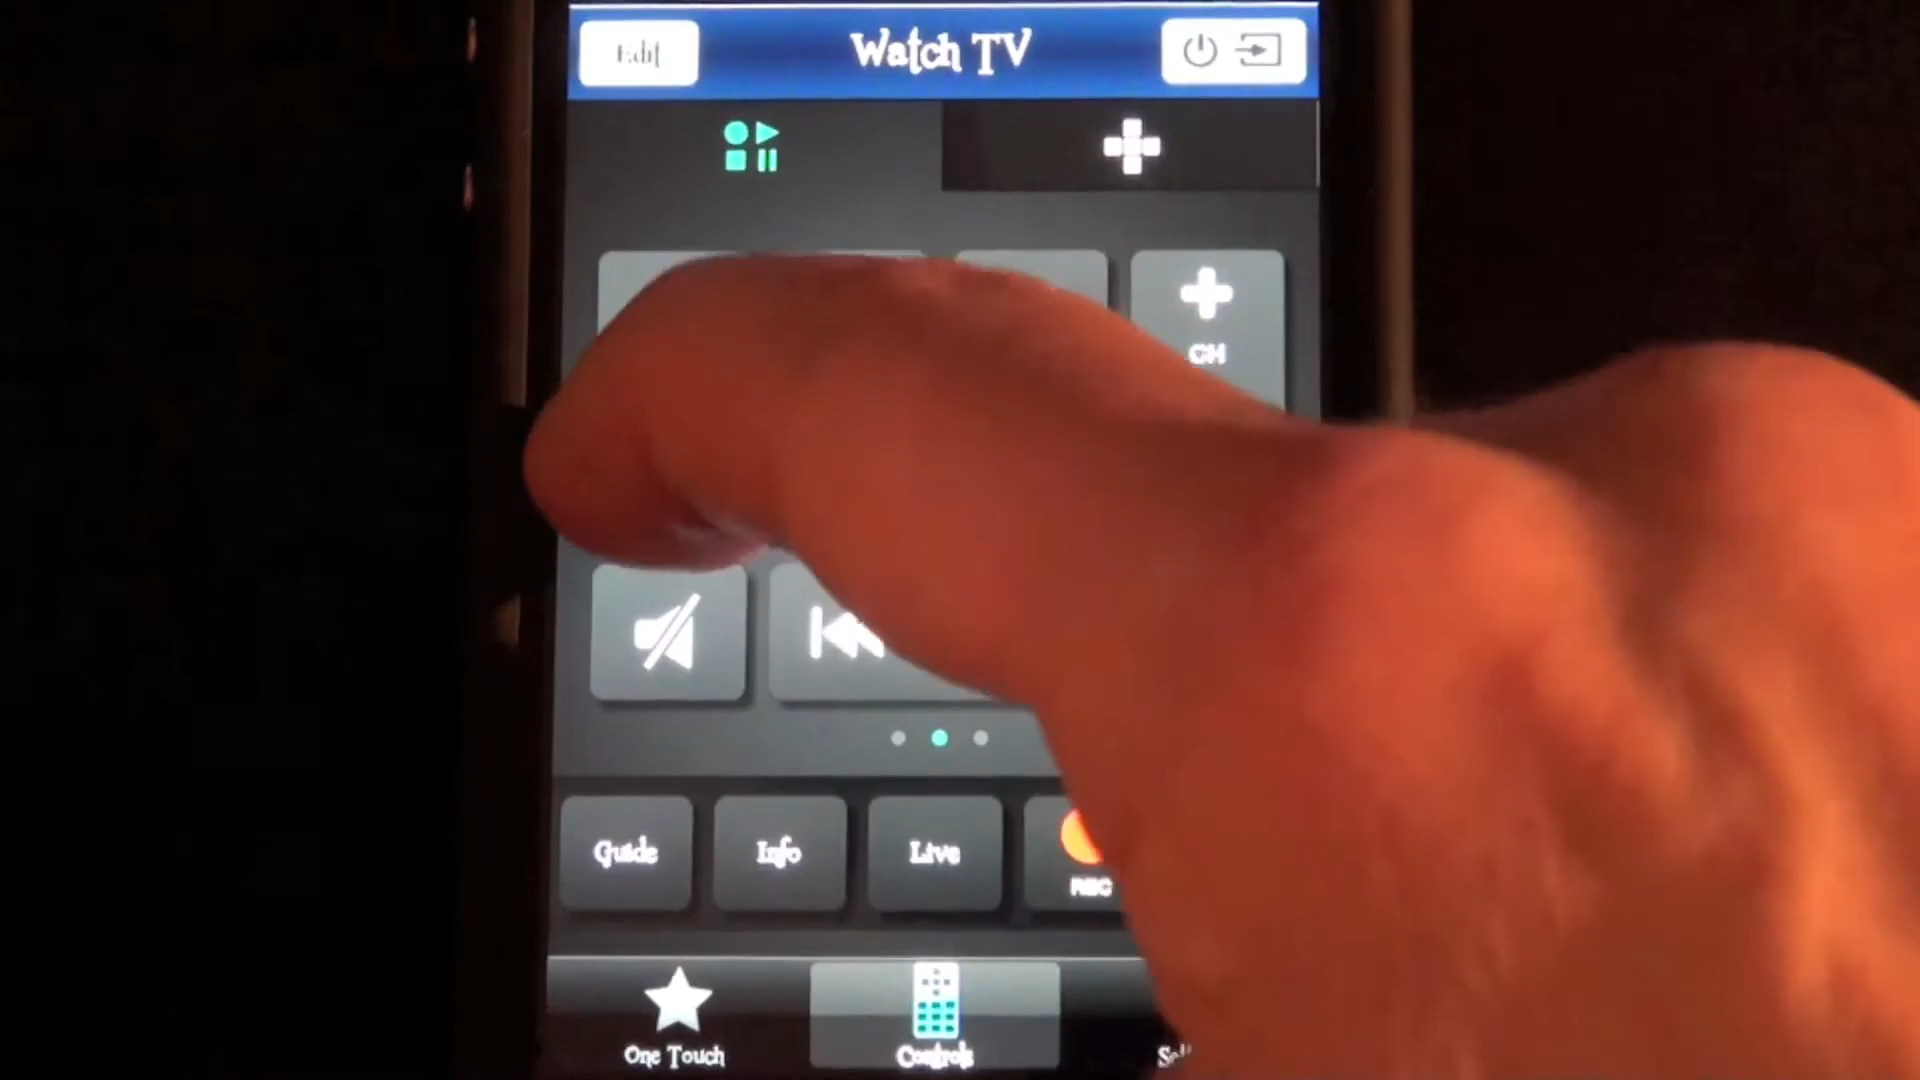 Edit
Watch TV
CH
Guide
Info
Live
REC
One Touch
Controls